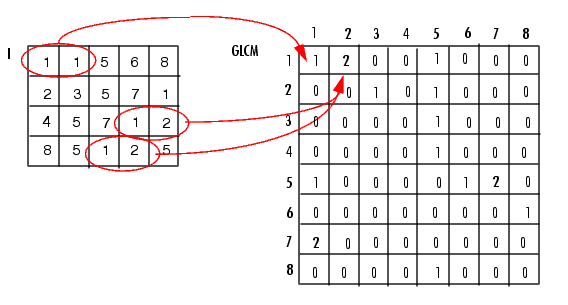 I
1 1 5 6 8
2 3 5 7 1
4 5 7 1 2
8 5 1 2 5
GLCM
1 2 3 4 5 6 7 8
1 1 2 0 0 1 0 0 0
2 0 0 1 0 1 0 0 0
3 0 0 0 0 1 0 0 0
4 0 0 0 0 1 0 0 0
5 1 0 0 0 0 1 2 0
6 0 0 0 0 0 0 0 1
7 2 0 0 0 0 0 0 0
8 0 0 0 0 1 0 0 0